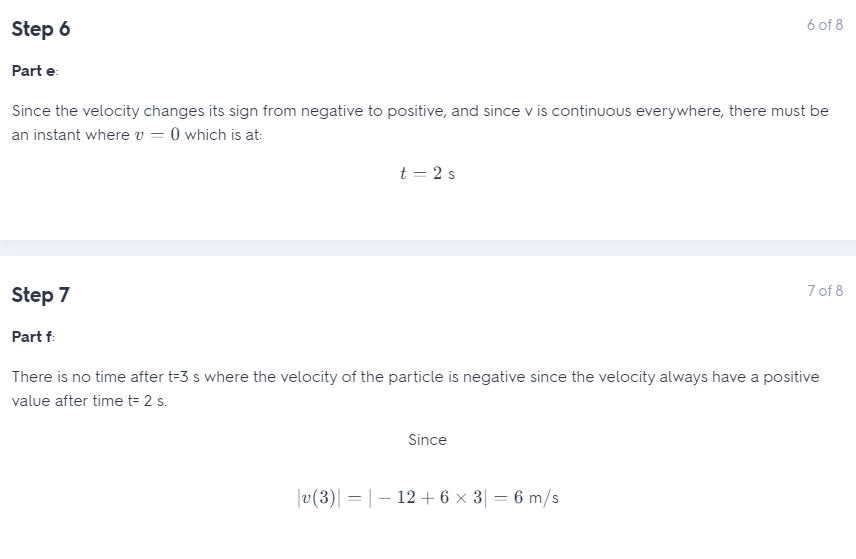 Step 6
6 of 8
Part e:
Since the velocity changes its sign from negative to positive, and since v is continuous everywhere, there must be
an instant where v = 0 which is at:
t = 2 s
Step 7
7 of 8
Part f:
There is no time after t=3 s where the velocity of the particle is negative since the velocity always have a positive
value after time t= 2 s.
Since
|v(3)| = | − 12 + 6 × 3| = 6 m/s